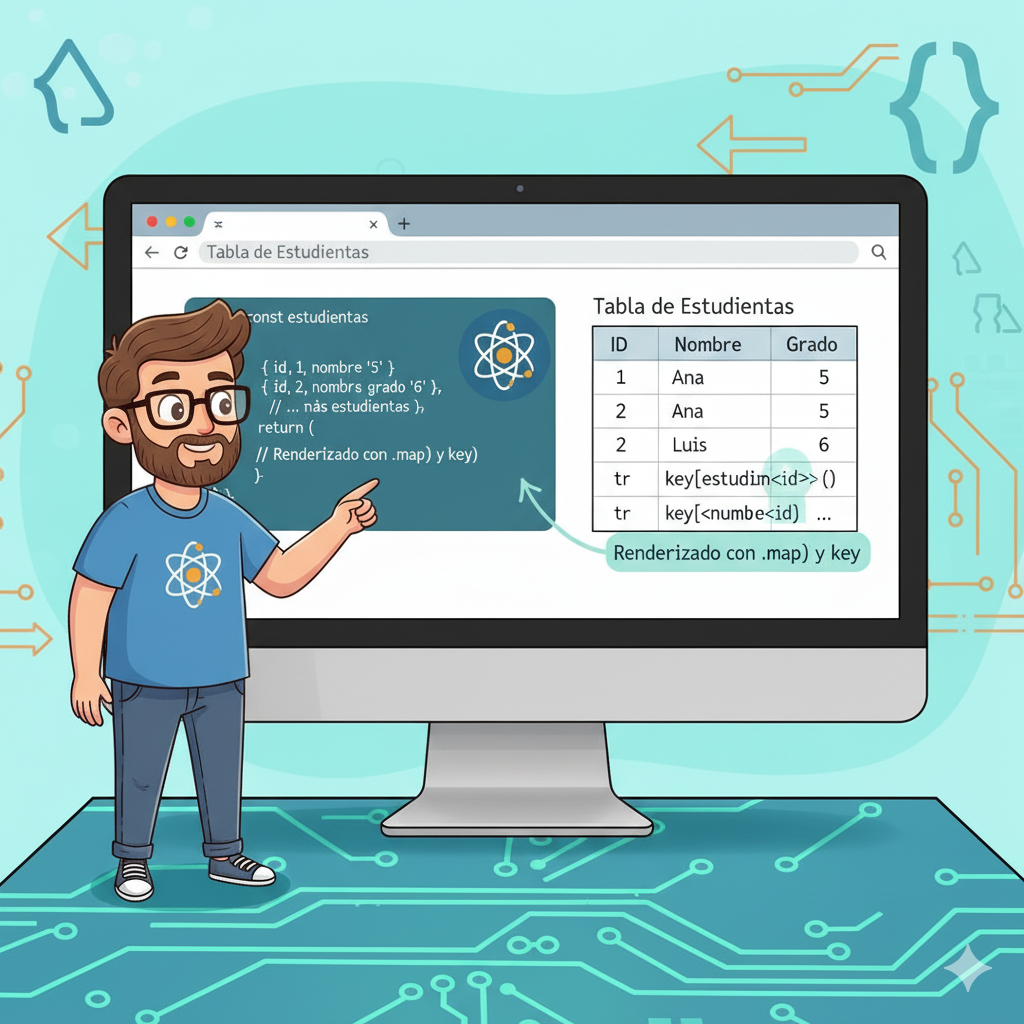 Tabla de Estudientas
onst estudientas
{ id, 1, nombre '5' }
{ id, 2, nombrs grado '6' },
// ... nàs estudientas },
return (
// Renderizado con .map) y key)
}
Tabla de Estudientas
ID Nombre Grado
1 Ana 5
2 Ana 5
2 Luis 6
tr key[estudim<id>>()
tr key[<numbe<id) ...
Renderizado con .map) y key